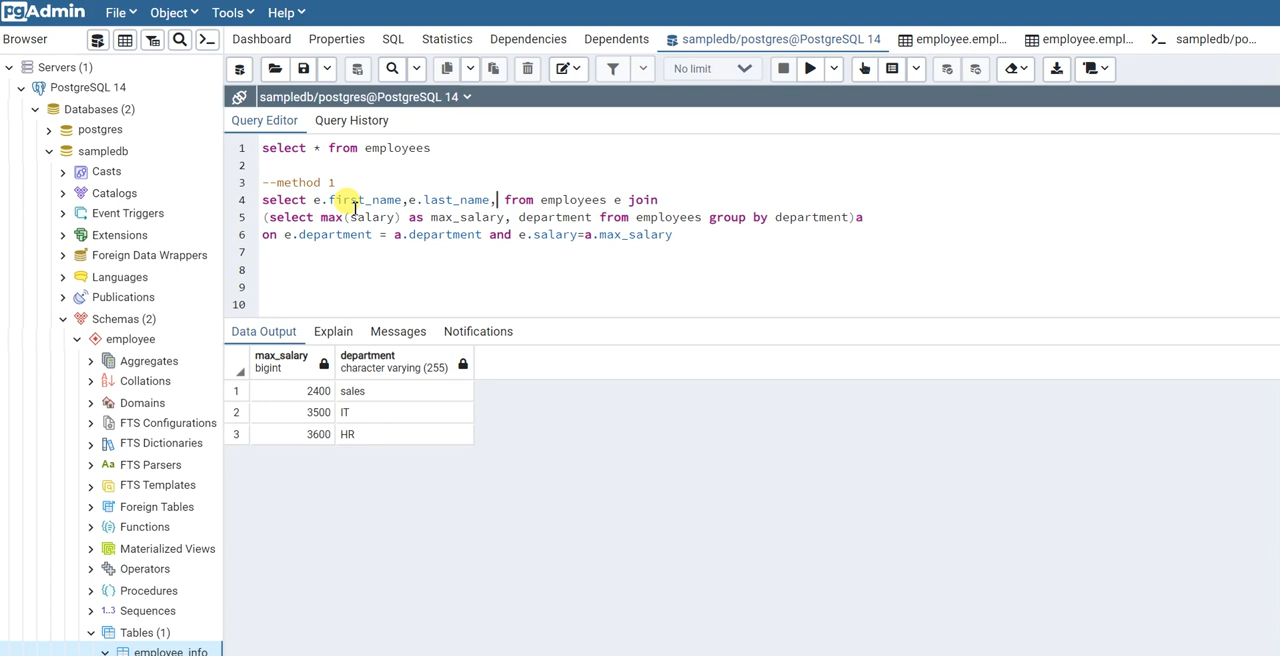 pgAdmin File Object Tools Help
Browser
Dashboard Properties SQL Statistics Dependencies Dependents sampledb/postgres@PostgreSQL 14 employee.empl... employee.empl... sampledb/po...
No limit
sampledb/postgres@PostgreSQL 14
Query Editor Query History
Servers (1)
PostgreSQL 14
Databases (2)
postgres
sampledb
Casts
Catalogs
Event Triggers
Extensions
Foreign Data Wrappers
Languages
Publications
Schemas (2)
employee
Aggregates
Collations
Domains
FTS Configurations
FTS Dictionaries
Aa FTS Parsers
FTS Templates
Foreign Tables
Functions
Materialized Views
Operators
Procedures
1..3 Sequences
Tables (1)
employee_info
1 select * from employees
2
3 --method 1
4 select e.first_name,e.last_name, from employees e join
5 (select max(salary) as max_salary, department from employees group by department)a
6 on e.department = a.department and e.salary=a.max_salary
7
8
9
10
Data Output Explain Messages Notifications
max_salary department
bigint character varying (255)
1 2400 sales
2 3500 IT
3 3600 HR